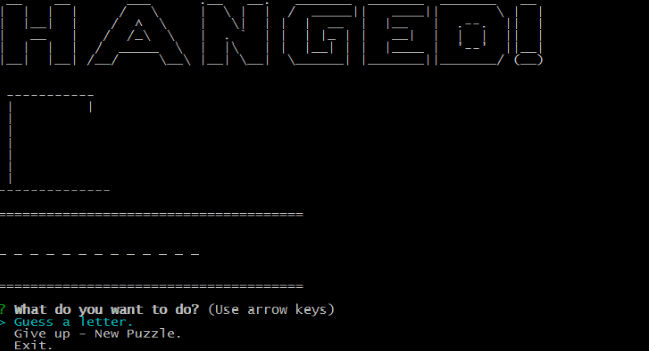 HANGED!
_ _ _ _ _ _ _ _ _ _ _ _ _
? What do you want to do? (Use arrow keys)
> Guess a letter.
Give up - New Puzzle.
Exit.